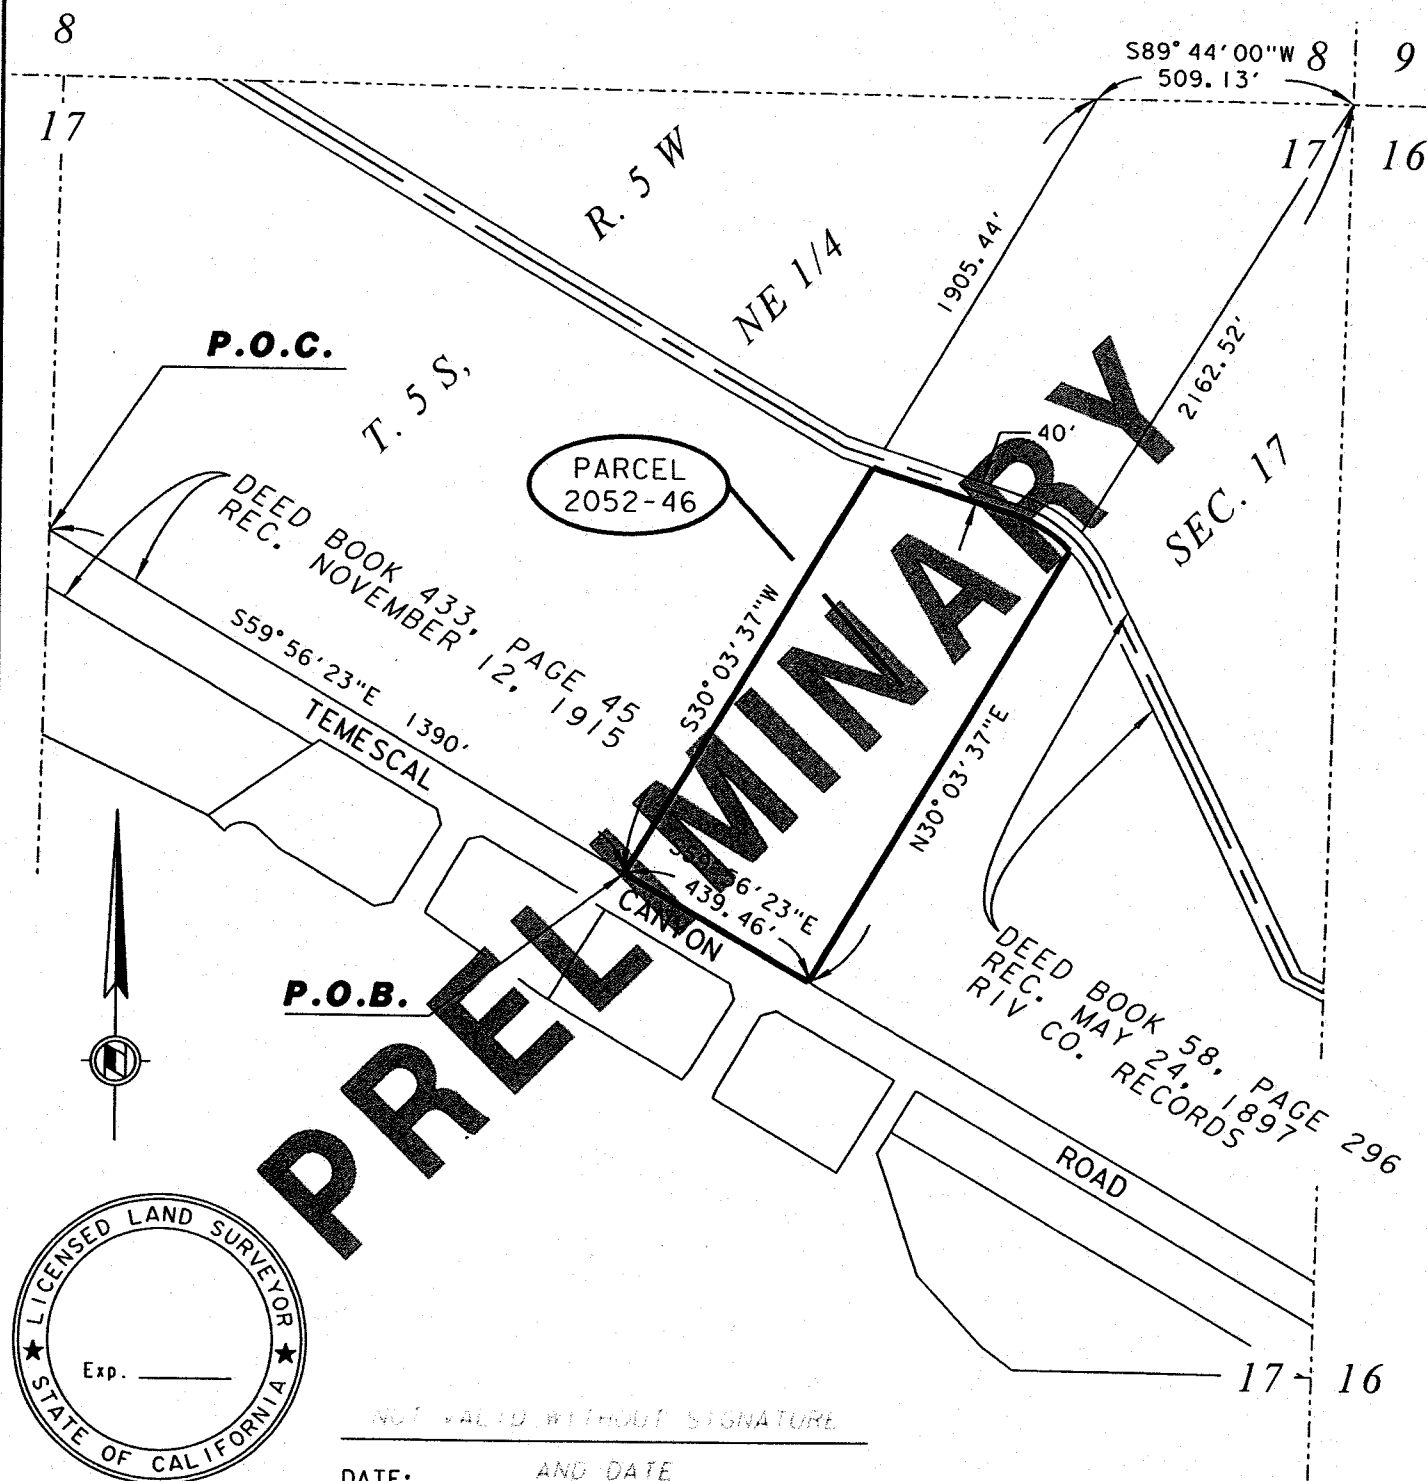 8
S89°44'00"W
509.13'
8
9
17
17
16
R. 5 W
NE 1/4
1905.44'
2162.52'
P.O.C.
T. 5 S,
PARCEL
2052-46
40'
SEC. 17
DEED BOOK 433, PAGE 45
REC. NOVEMBER 12, 1915
S59°56'23"E 1390'
TEMESCAL
S30°03'37"W
N30°03'37"E
56'23"E
439.46'
CANYON
P.O.B.
PRELIMINARY
DEED BOOK 58, PAGE 296
REC. MAY 24, 1897
RIV CO. RECORDS
ROAD
LICENSED LAND SURVEYOR
Exp.
STATE OF CALIFORNIA
17
16
NOT VALID WITHOUT SIGNATURE
DATE: AND DATE